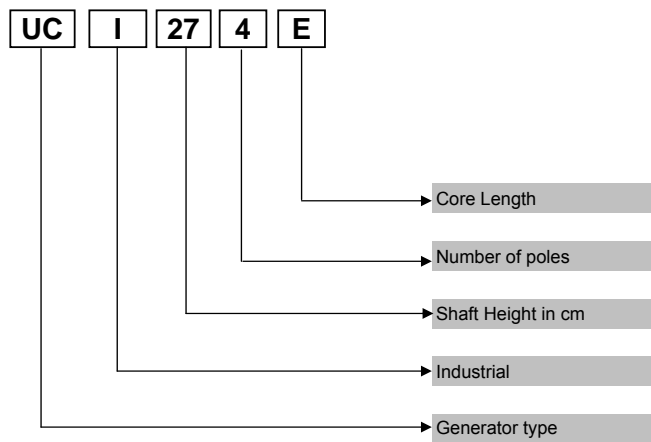 UC I 27 4 E
Core Length
Number of poles
Shaft Height in cm
Industrial
Generator type